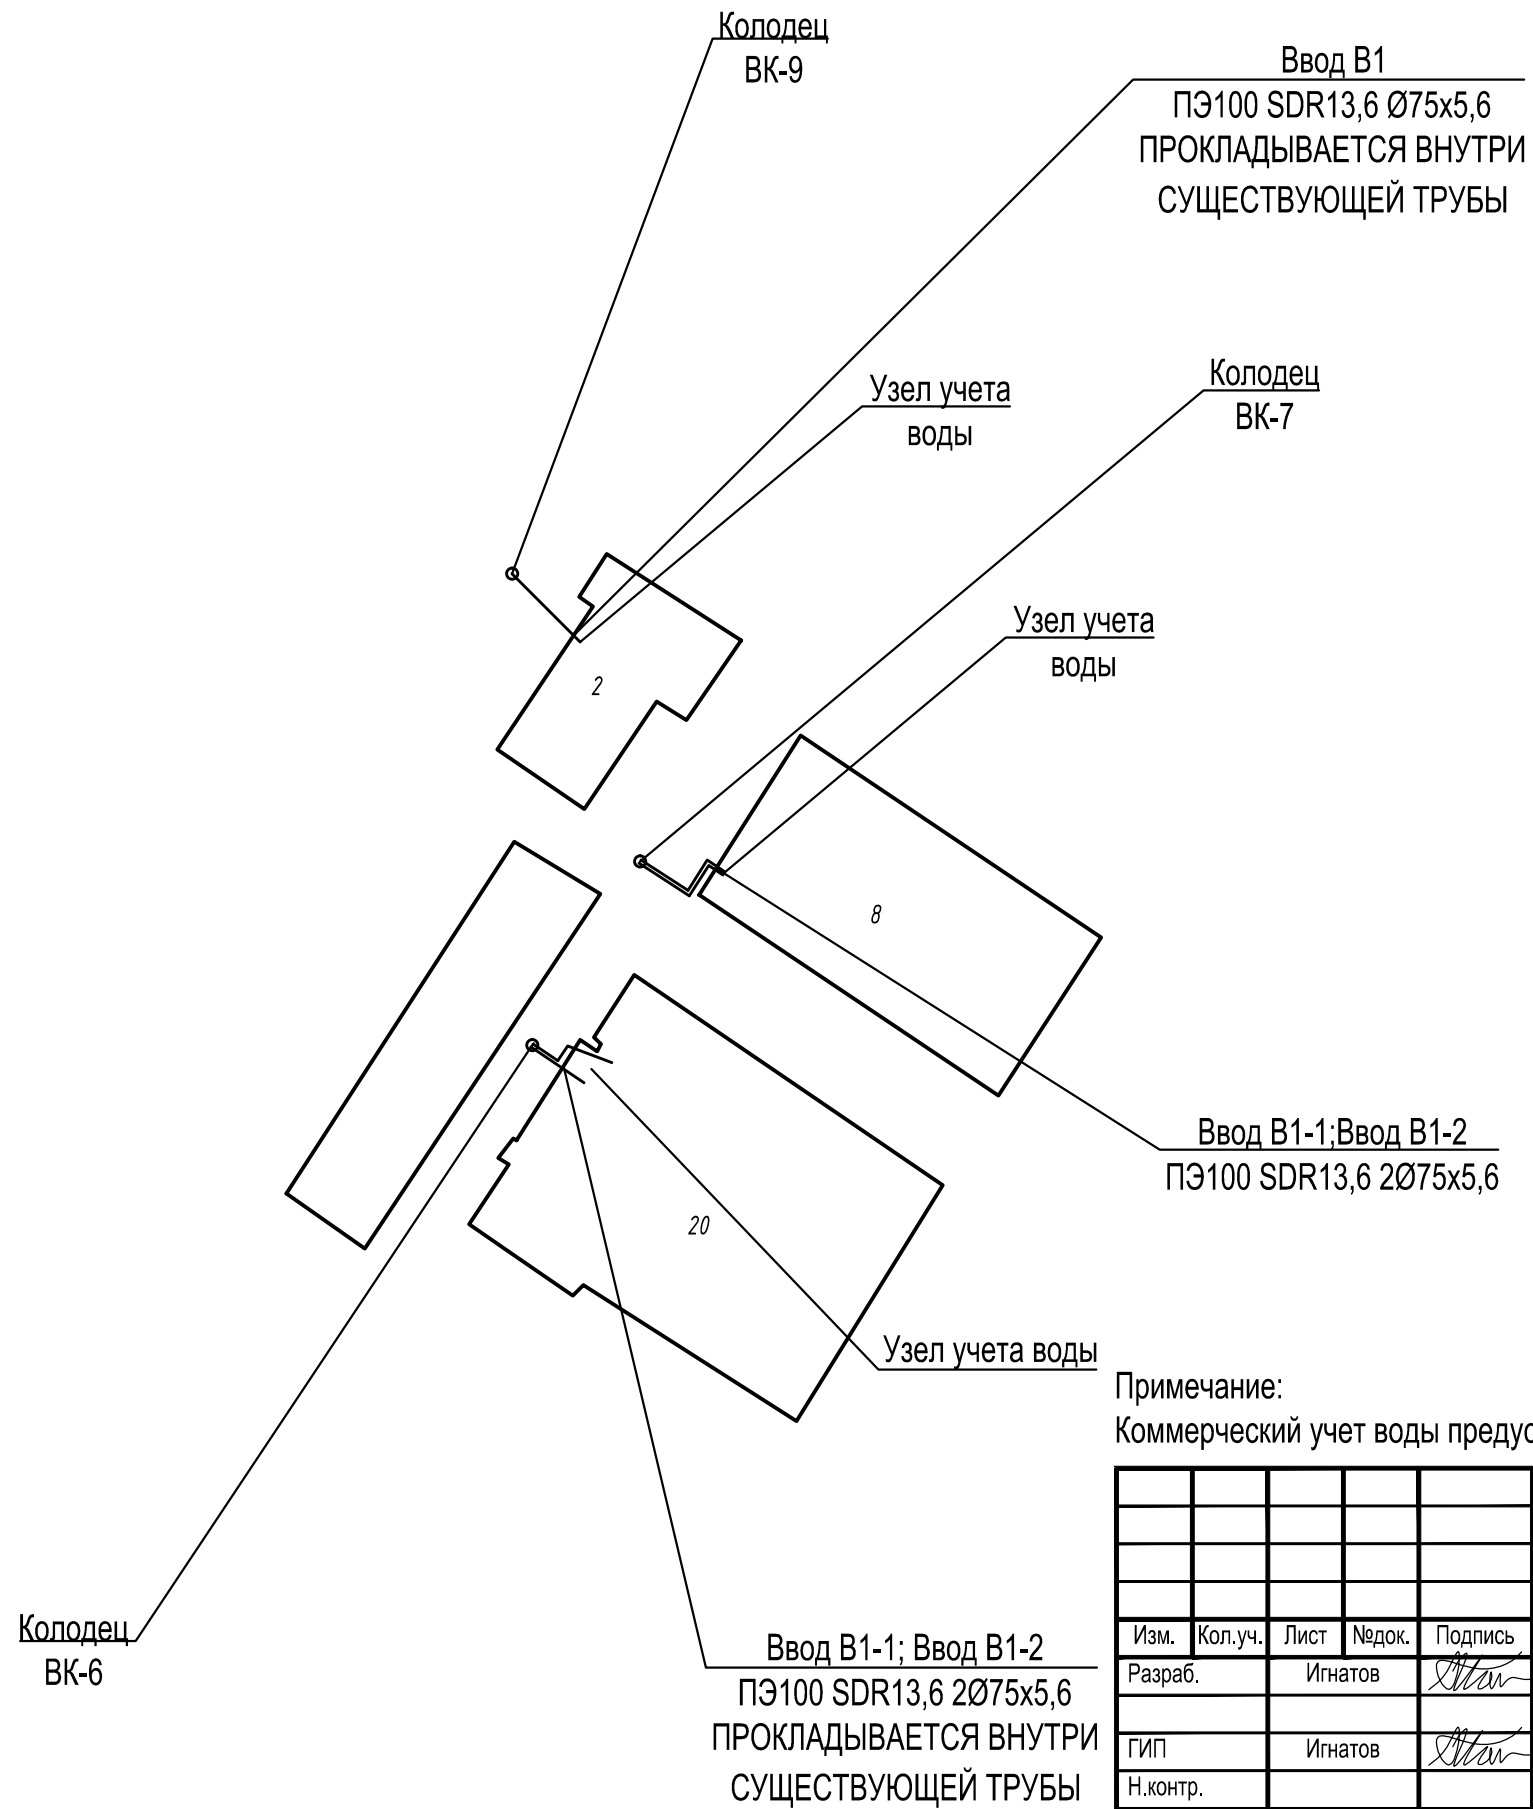 Колодец
ВК-9
Ввод В1
ПЭ100 SDR13,6 Ø75х5,6
ПРОКЛАДЫВАЕТСЯ ВНУТРИ
СУЩЕСТВУЮЩЕЙ ТРУБЫ
Узел учета
воды
Колодец
ВК-7
Узел учета
воды
2
8
Ввод В1-1;Ввод В1-2
ПЭ100 SDR13,6 2Ø75х5,6
20
Узел учета воды
Примечание:
Коммерческий учет воды
Колодец
ВК-6
Ввод В1-1; Ввод В1-2
ПЭ100 SDR13,6 2Ø75х5,6
ПРОКЛАДЫВАЕТСЯ ВНУТРИ
СУЩЕСТВУЮЩЕЙ ТРУБЫ
Изм. Кол.уч. Лист №док. Подпись
Разраб. Игнатов
ГИП Игнатов
Н.контр.